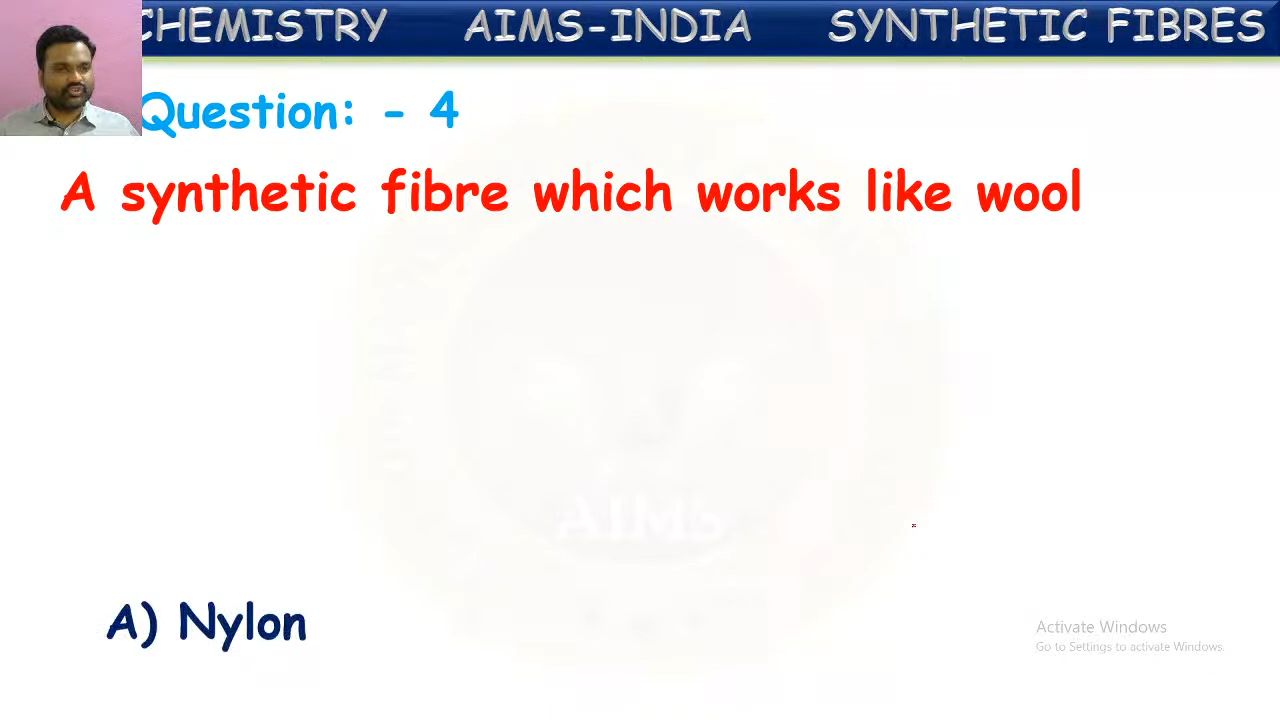 CHEMISTRY AIMS-INDIA SYNTHETIC FIBRES
Question: - 4
A synthetic fibre which works like wool
AIMS
A) Nylon
Activate Windows
Go to Settings to activate Windows.